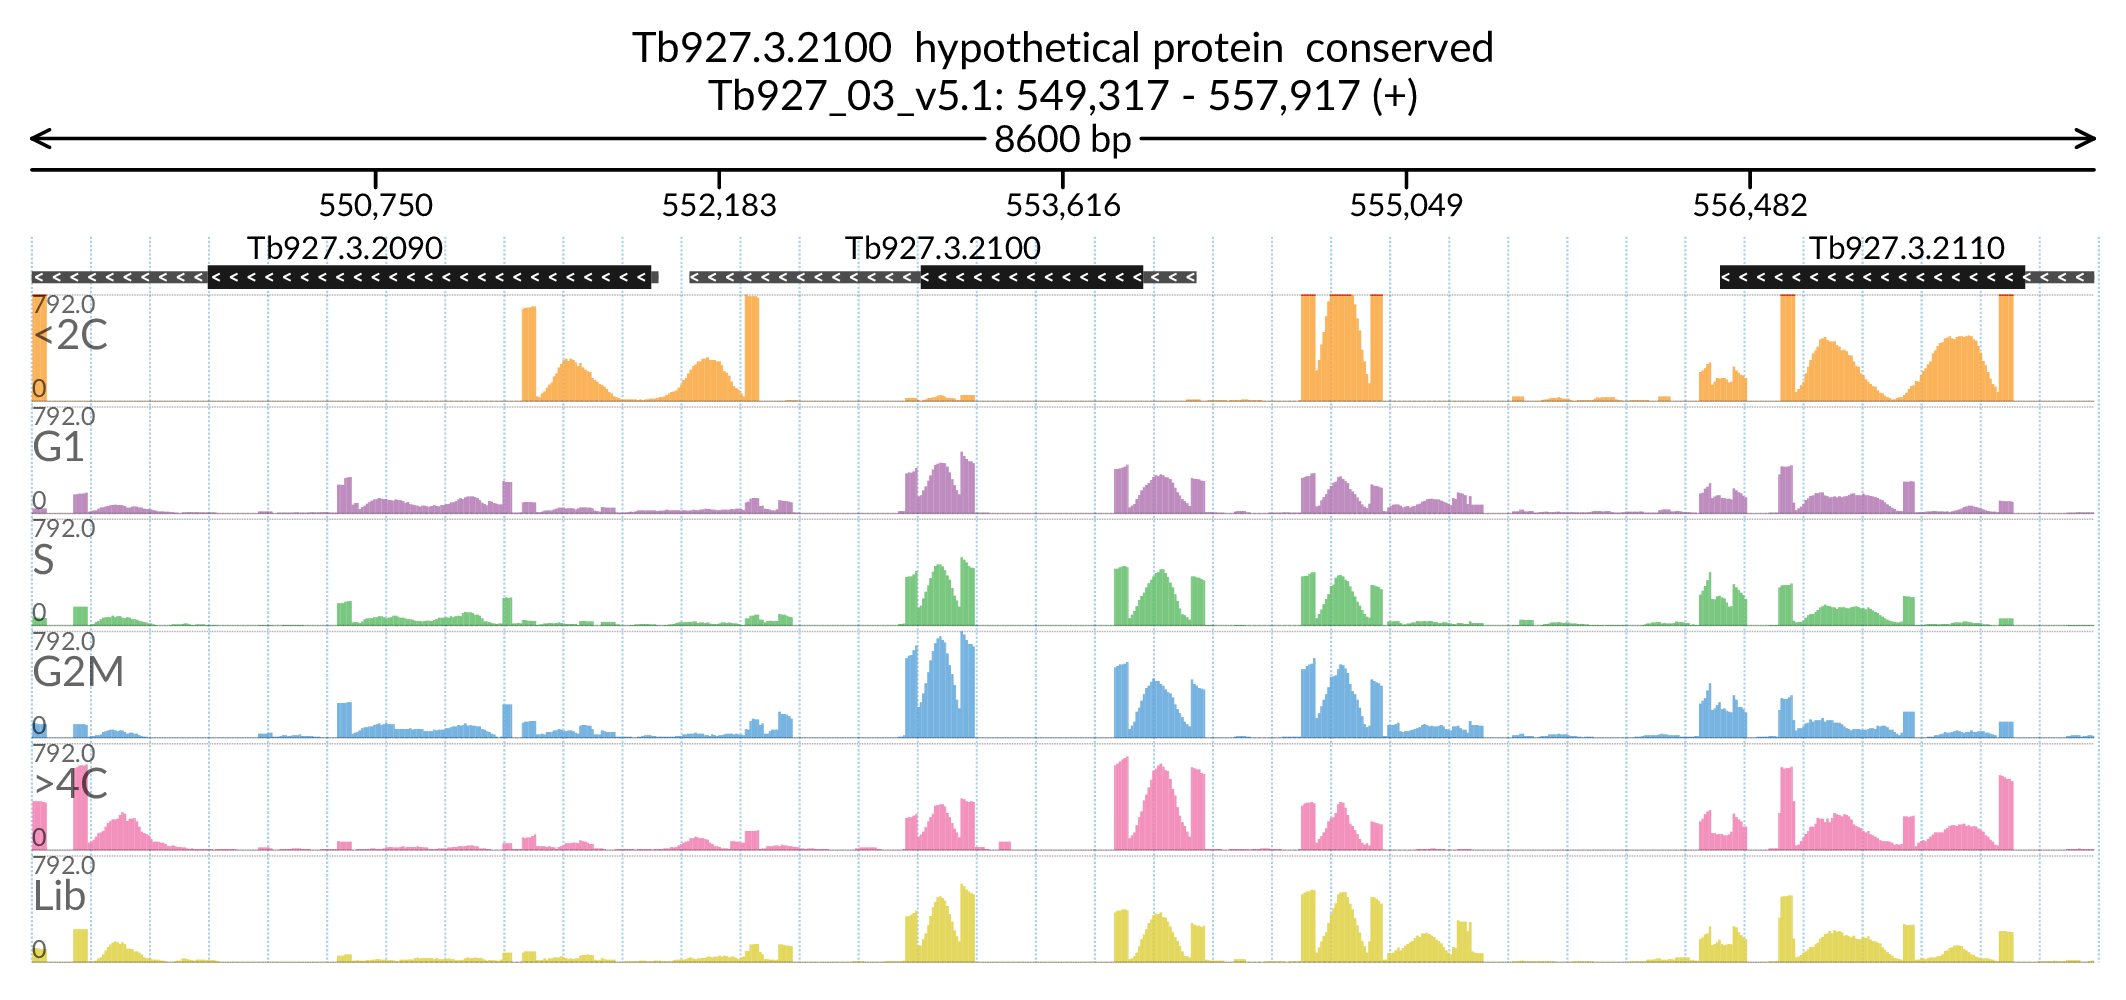 Tb927.3.2100  hypothetical protein  conserved
Tb927_03_v5.1: 549,317 - 557,917 (+)
8600 bp
550,750 552,183 553,616 555,049 556,482
Tb927.3.2090 Tb927.3.2100 Tb927.3.2110
792.0
<2C
0
792.0
G1
0
792.0
S
0
792.0
G2M
0
792.0
>4C
0
792.0
Lib
0